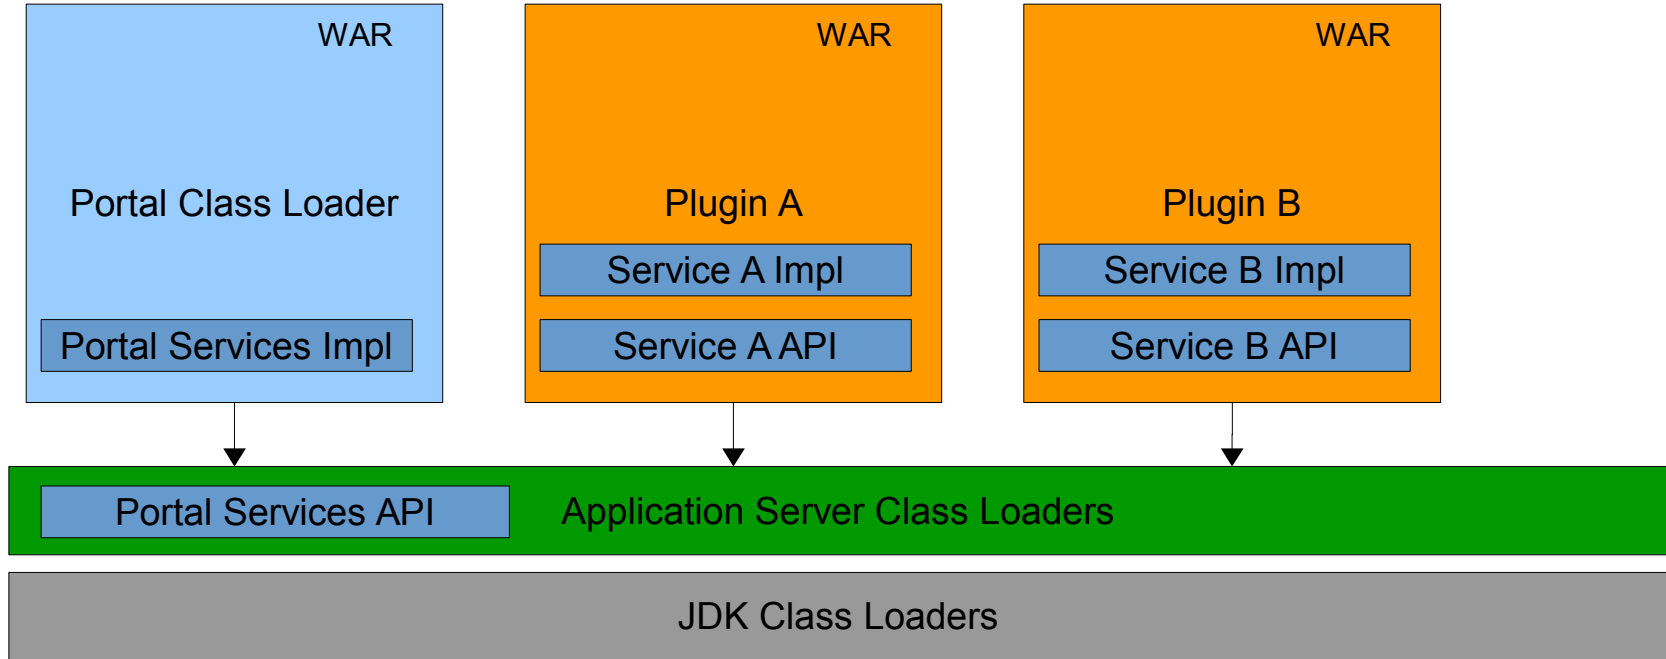 WAR
WAR
WAR
Portal Class Loader
Plugin A
Plugin B
Service A Impl
Service B Impl
Portal Services Impl
Service A API
Service B API
Portal Services API
Application Server Class Loaders
JDK Class Loaders